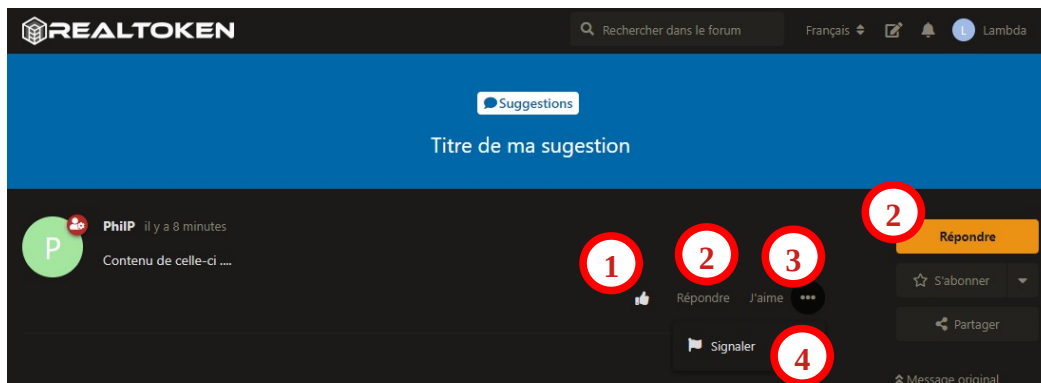 REALTOKEN
Rechercher dans le forum
Français
L
Lambda
Suggestions
Titre de ma sugestion
P
PhilP il y a 8 minutes
Contenu de celle-ci ....
1
2
3
Répondre J'aime
Signaler
4
2
Répondre
S'abonner
Partager
Message original